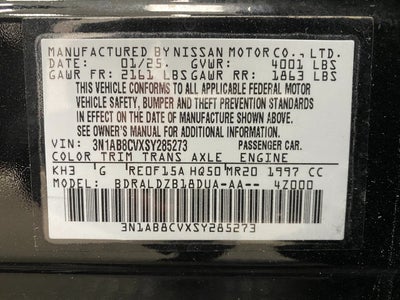 MANUFACTURED BY NISSAN MOTOR CO., LTD.
DATE: 01/25. GVWR: 4001 LBS
GAWR FR: 2161 LBS GAWR RR: 1863 LBS
THIS VEHICLE CONFORMS TO ALL APPLICABLE FEDERAL MOTOR
VEHICLE SAFETY, BUMPER AND THEFT PREVENTION STANDARDS
IN EFFECT ON THE DATE OF MANUFACTURE SHOWN ABOVE.
SEE OWNER'S MANUAL FOR ADDITIONAL INFORMATION
VIN: 3N1AB8CVXSY285273 PASSENGER CAR
COLOR TRIM TRANS AXLE ENGINE
KH3 G RE0F15A HQ50 MR20 1997 CC
MODEL: BDRALDZB18DUA-AA-- 4Z000
3N1AB8CVXSY285273